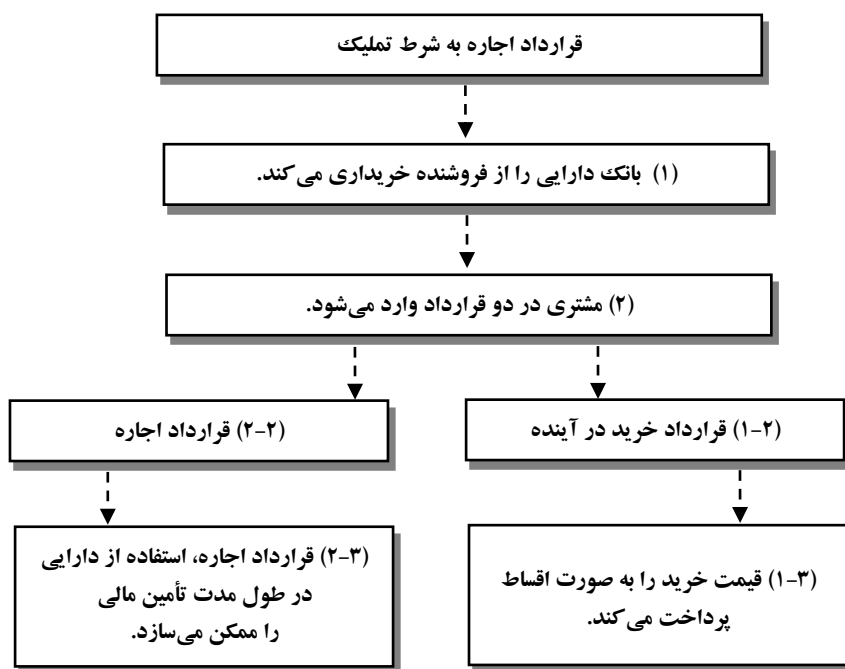 قرارداد اجاره به شرط تملیک
(۱) بانک دارایی را از فروشنده خریداری می‌کند.
(۲) مشتری در دو قرارداد وارد می‌شود.
(۱-۲) قرارداد خرید در آینده
(۲-۲) قرارداد اجاره
(۱-۳) قیمت خرید را به صورت اقساط
پرداخت می‌کند.
(۲-۳) قرارداد اجاره، استفاده از دارایی
در طول مدت تأمین مالی
را ممکن می‌سازد.